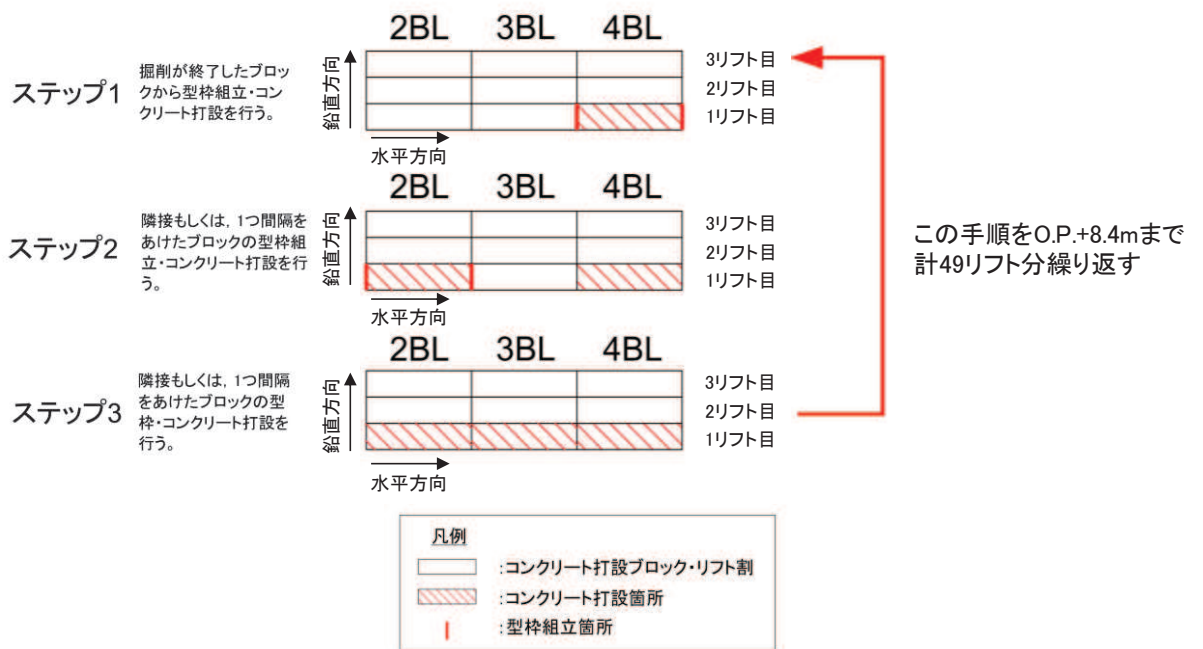 2BL 3BL 4BL
ステップ1
掘削が終了したブロッ
クから型枠組立・コン
クリート打設を行う。
鉛直方向
3リフト目
2リフト目
1リフト目
水平方向
2BL 3BL 4BL
ステップ2
隣接もしくは，1つ間隔を
あけたブロックの型枠組
立・コンクリート打設を行
う。
鉛直方向
3リフト目
2リフト目
1リフト目
水平方向
2BL 3BL 4BL
ステップ3
隣接もしくは，1つ間隔
をあけたブロックの型
枠・コンクリート打設を
行う。
鉛直方向
3リフト目
2リフト目
1リフト目
水平方向
この手順をO.P.+8.4mまで
計49リフト分繰り返す
凡例
:コンクリート打設ブロック・リフト割
:コンクリート打設箇所
:型枠組立箇所